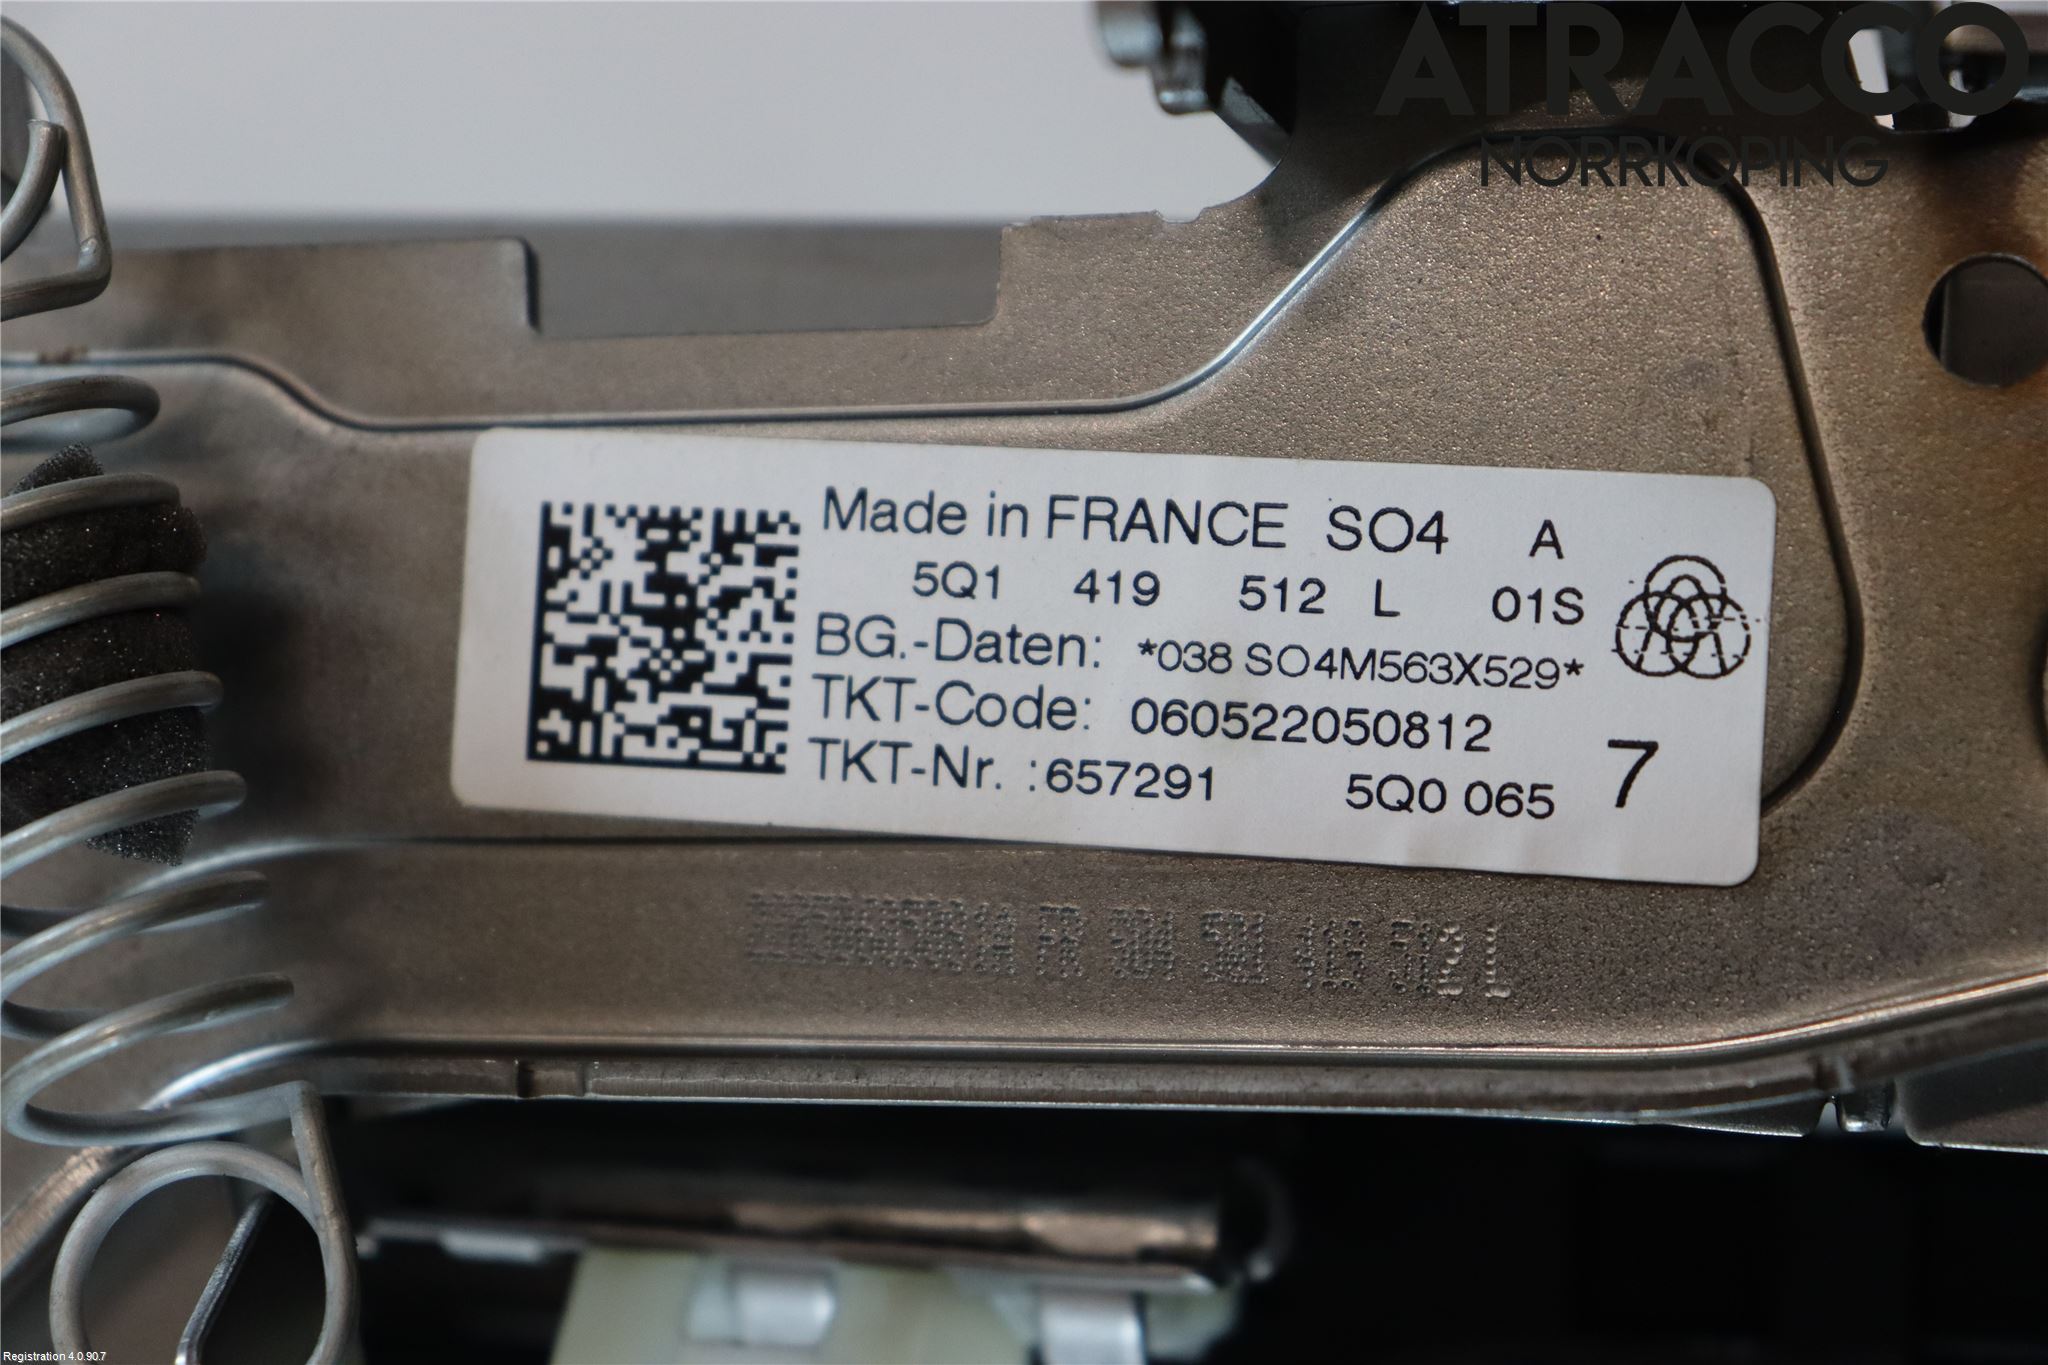 ATRACCO
NORRKÖPING
Made in FRANCE SO4 A
5Q1 419 512 L 01S
BG.-Daten: *038 SO4M563X529*
TKT-Code: 060522050812
TKT-Nr. :657291 5Q0 065 7
Registration 4.0.90.7